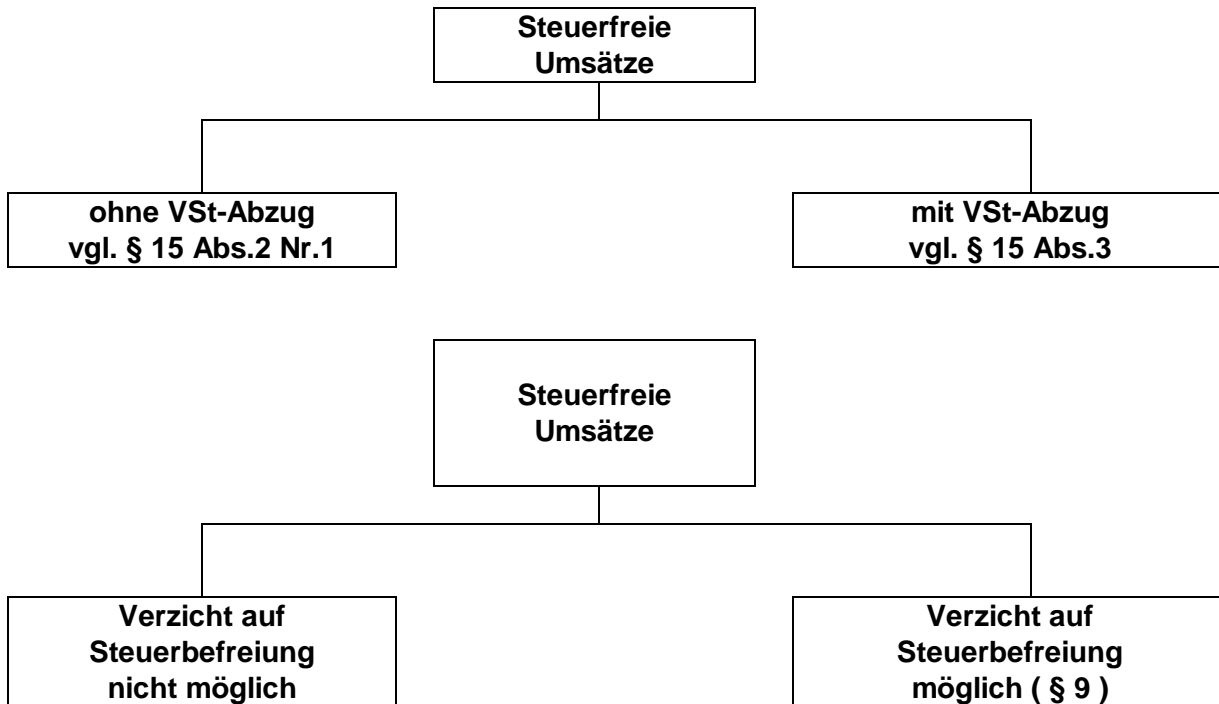 Steuerfreie
Umsätze
ohne VSt-Abzug
vgl. § 15 Abs.2 Nr.1
mit VSt-Abzug
vgl. § 15 Abs.3
Steuerfreie
Umsätze
Verzicht auf
Steuerbefreiung
nicht möglich
Verzicht auf
Steuerbefreiung
möglich ( § 9 )